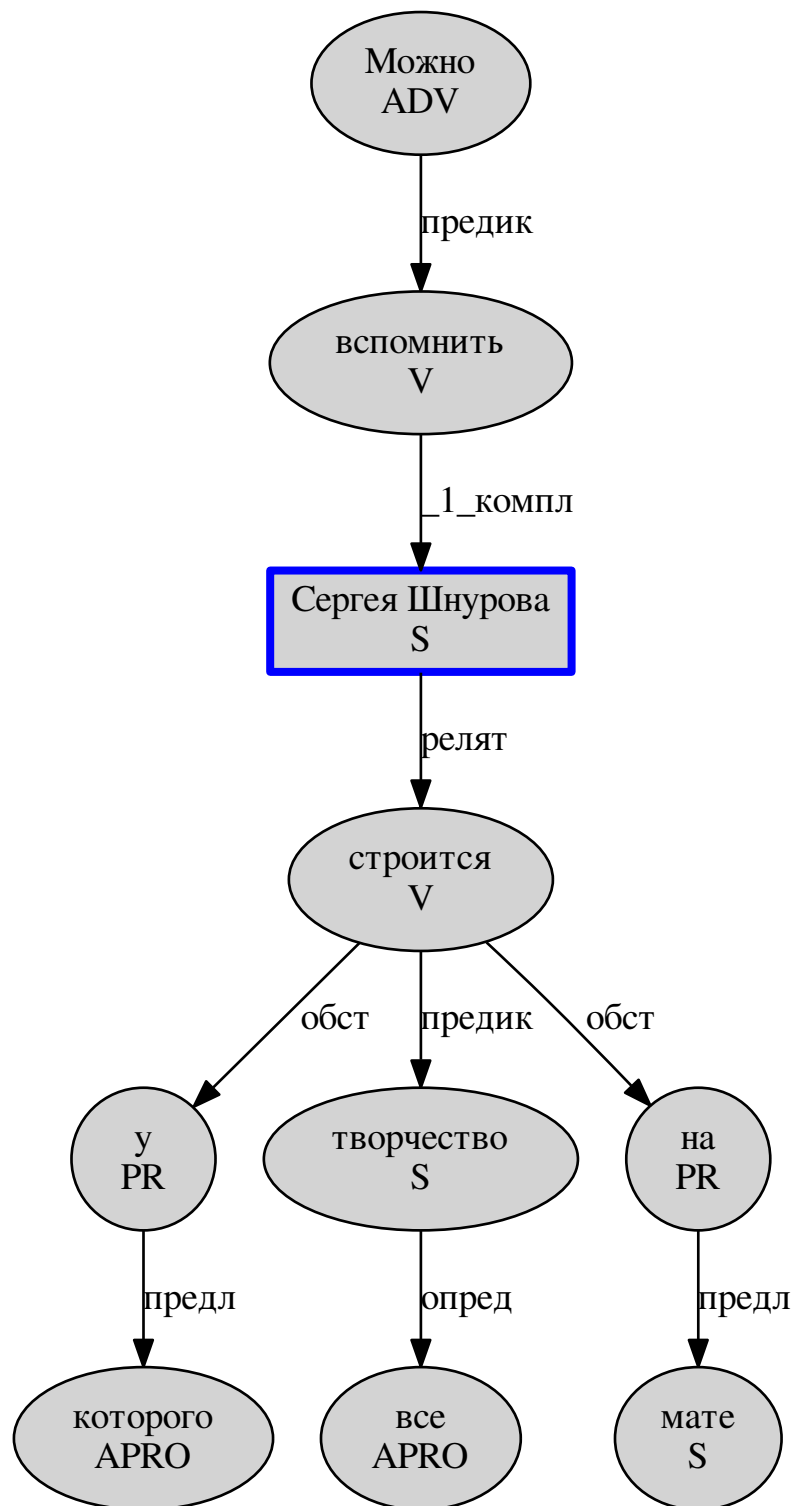 Можно
ADV
предик
вспомнить
V
_1_компл
Сергея Шнурова
S
релят
строится
V
обст
предик
обст
у
PR
творчество
S
на
PR
предл
опред
предл
которого
APRO
все
APRO
мате
S